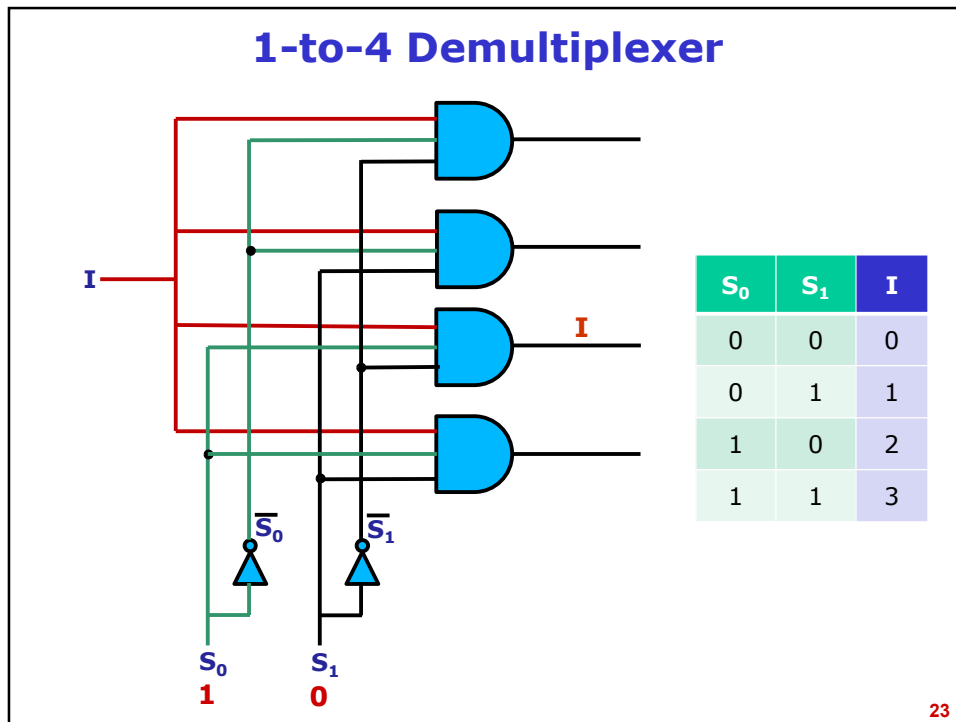 1-to-4 Demultiplexer
I
I
S₀ S₁ I
0 0 0
0 1 1
1 0 2
1 1 3
S̅₀ S̅₁
S₀ S₁
1 0
23